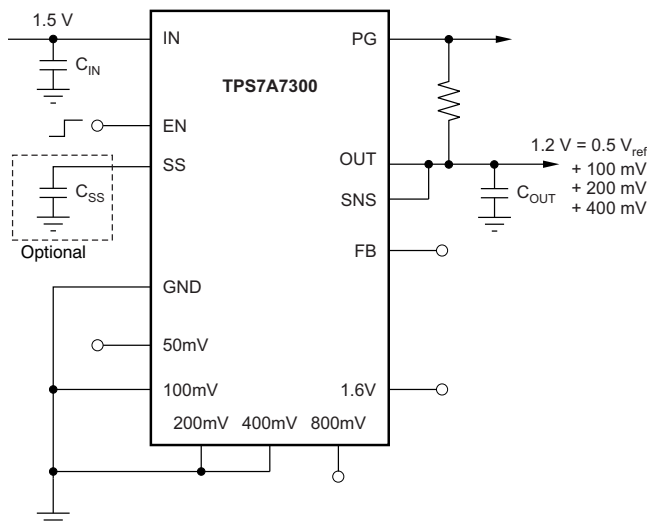 1.5 V
IN
PG
C_IN
TPS7A7300
EN
SS
OUT
1.2 V = 0.5 V_ref
+ 100 mV
+ 200 mV
+ 400 mV
C_SS
SNS
C_OUT
Optional
FB
GND
50mV
100mV
1.6V
200mV 400mV 800mV